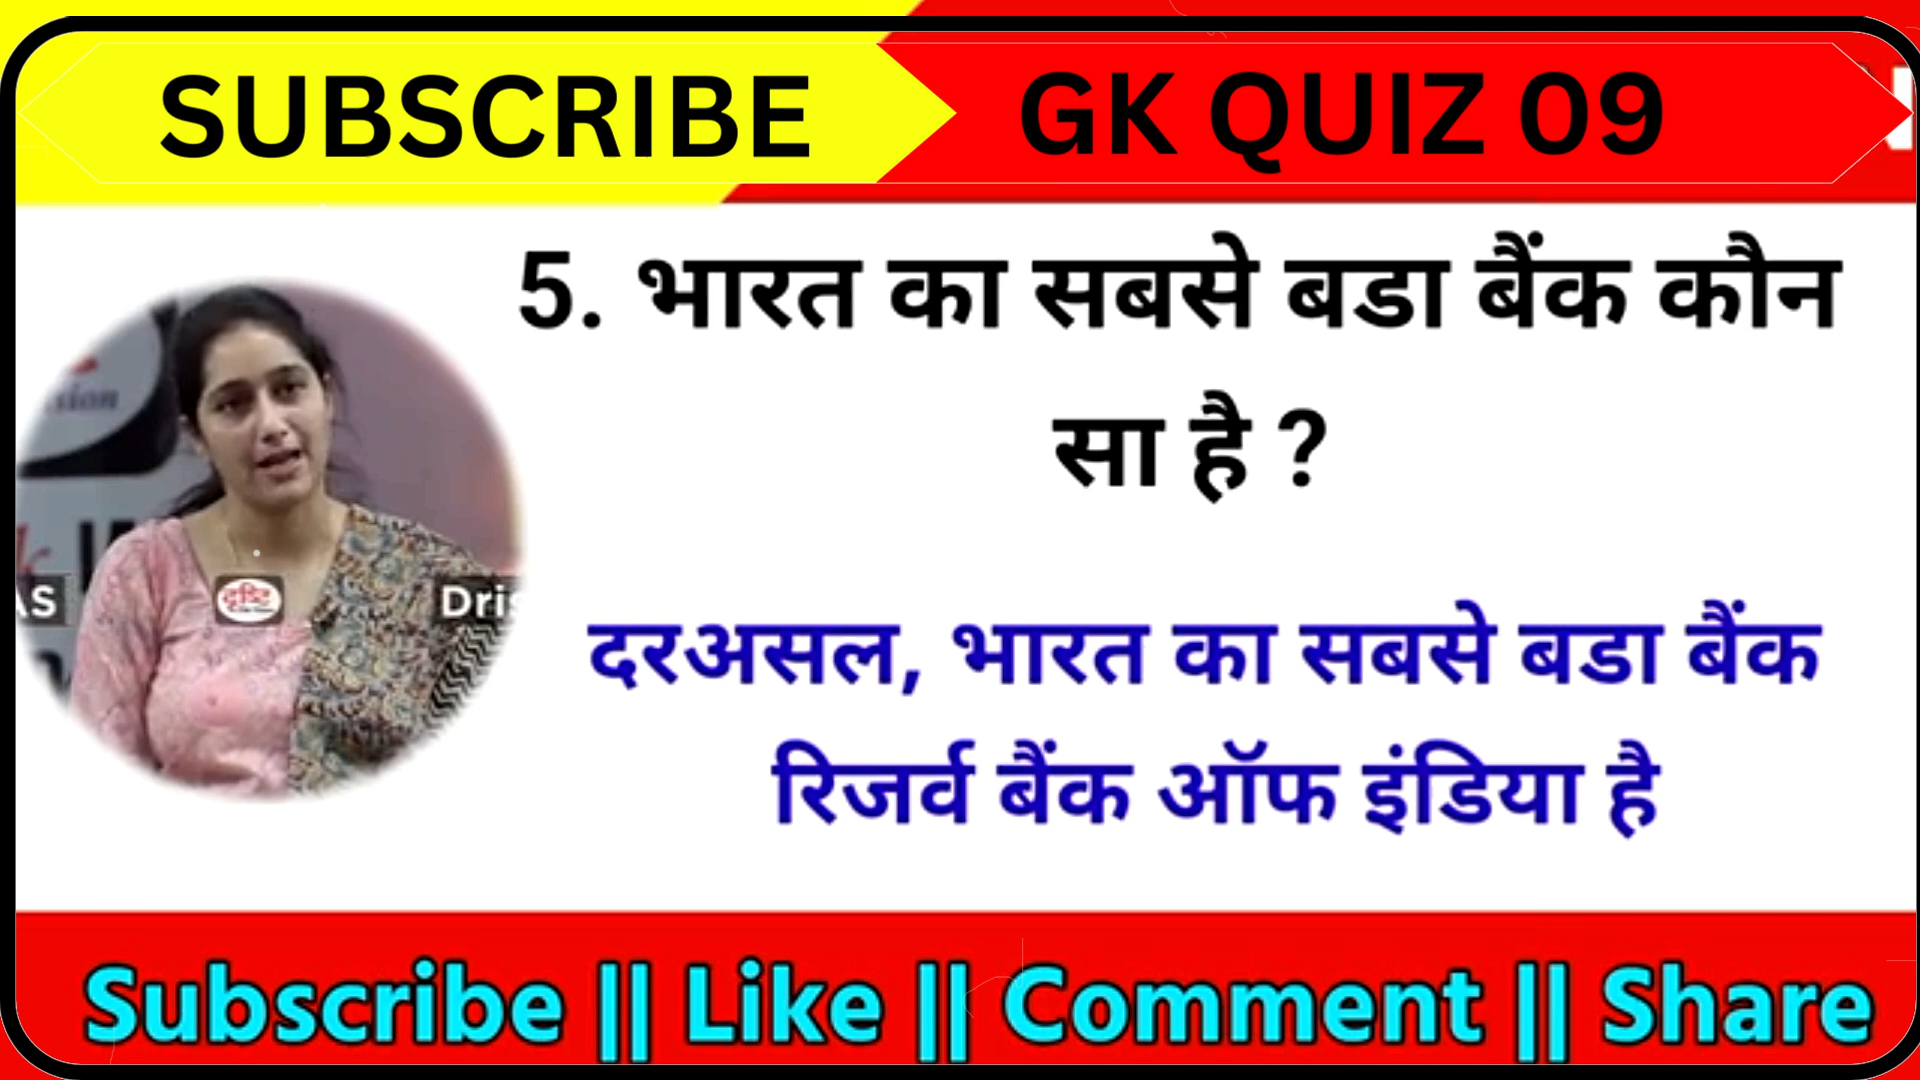 SUBSCRIBE
GK QUIZ 09
5. भारत का सबसे बडा बैंक कौन
सा है ?
दरअसल, भारत का सबसे बडा बैंक
रिजर्व बैंक ऑफ इंडिया है
दृष्टि
Subscribe || Like || Comment || Share